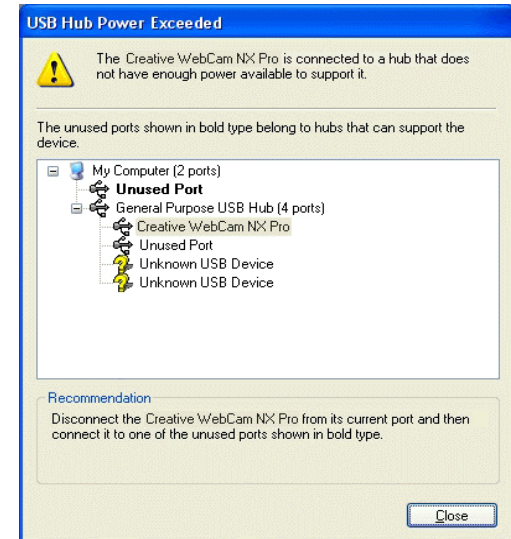 USB Hub Power Exceeded
The Creative WebCam NX Pro is connected to a hub that does
not have enough power available to support it.
The unused ports shown in bold type belong to hubs that can support the
device.
My Computer (2 ports)
Unused Port
General Purpose USB Hub (4 ports)
Creative WebCam NX Pro
Unused Port
Unknown USB Device
Unknown USB Device
Recommendation
Disconnect the Creative WebCam NX Pro from its current port and then
connect it to one of the unused ports shown in bold type.
Close